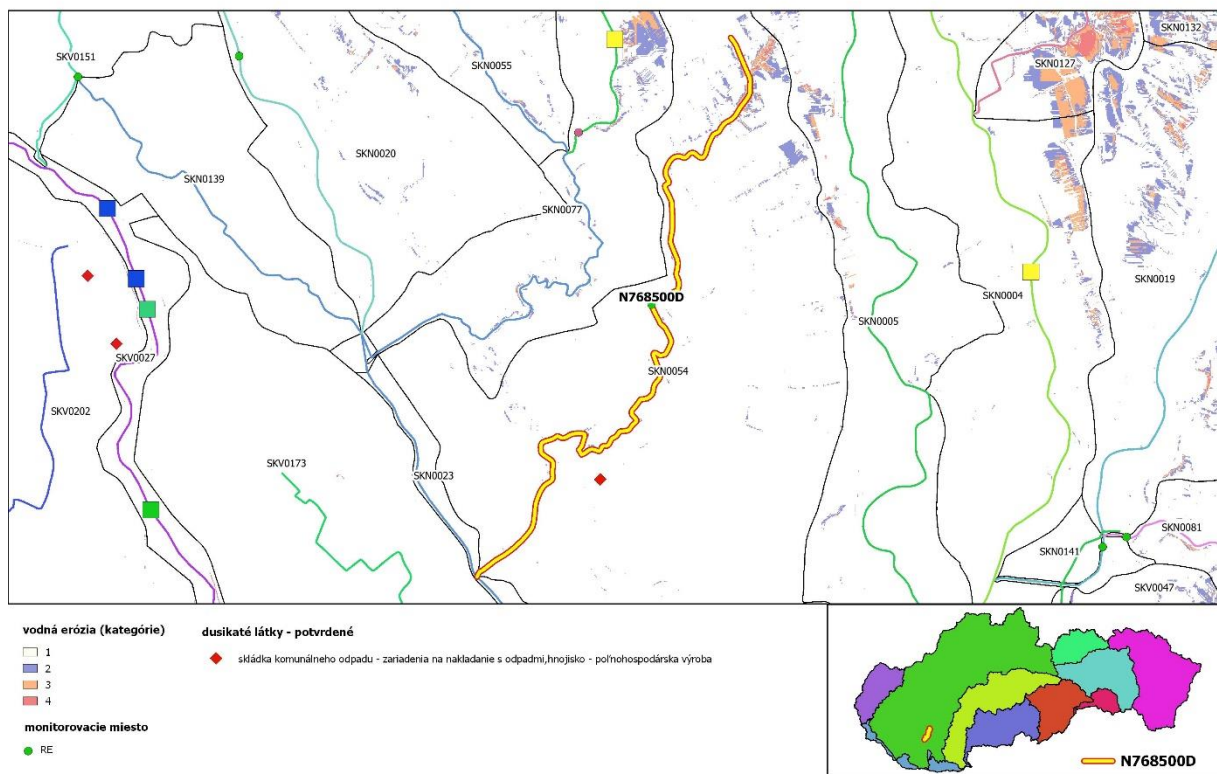 SKV0151
SKN0055
SKN0132
SKN0127
SKN0020
SKN0139
SKN0077
SKN0019
SKN0004
N768500D
SKN0005
SKV0027
SKN0054
SKV0202
SKV0173
SKN0023
SKN0081
SKN0141
SKV0047
vodná erózia (kategórie)
1
2
3
4
monitorovacie miesto
RE
dusikaté látky - potvrdené
skládka komunálneho odpadu - zariadenia na nakladanie s odpadmi,hnojisko - poľnohospodárska výroba
N768500D